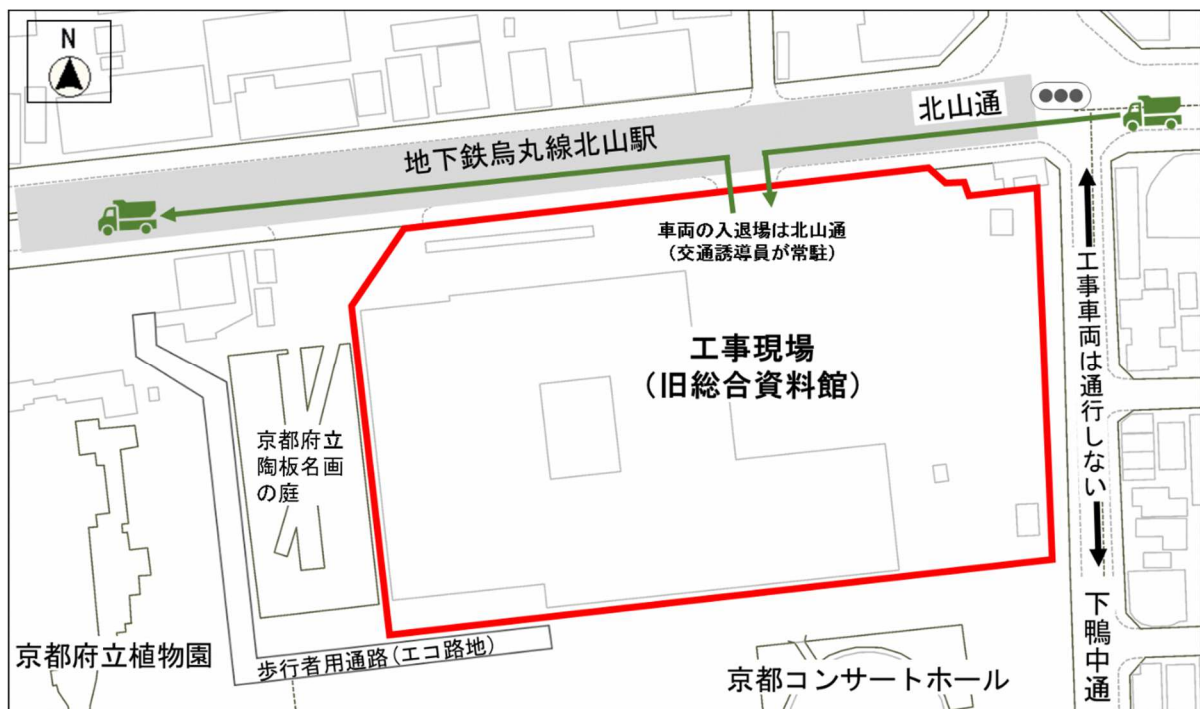 N
北山通
地下鉄烏丸線北山駅
車両の入退場は北山通
（交通誘導員が常駐）
工事現場
（旧総合資料館）
工事車両は通行しない
京都府立
陶板名画
の庭
下鴨中通
京都府立植物園
歩行者用通路（エコ路地）
京都コンサートホール